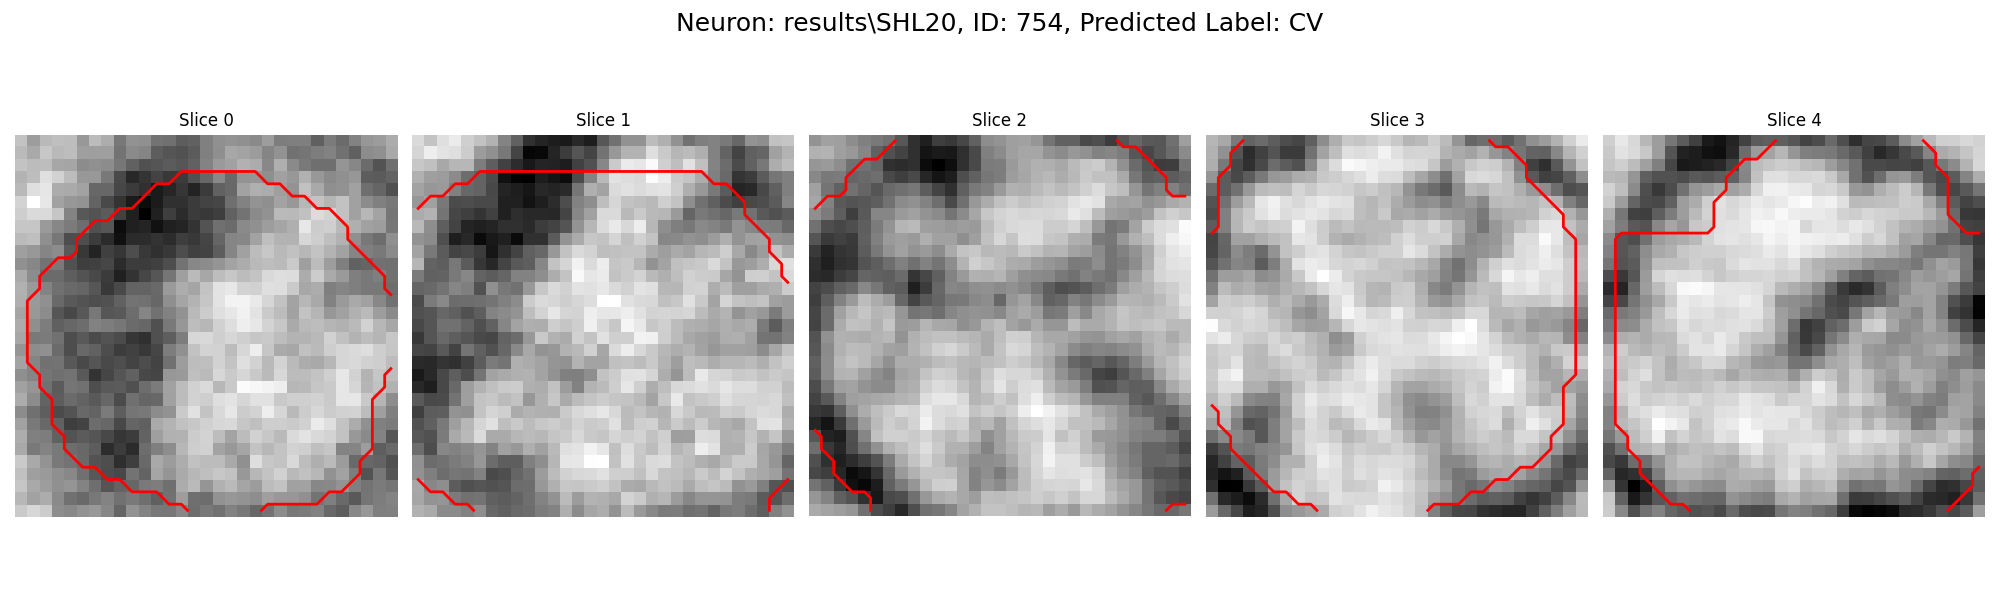 Neuron: results\SHL20, ID: 754, Predicted Label: CV
Slice 0
Slice 1
Slice 2
Slice 3
Slice 4